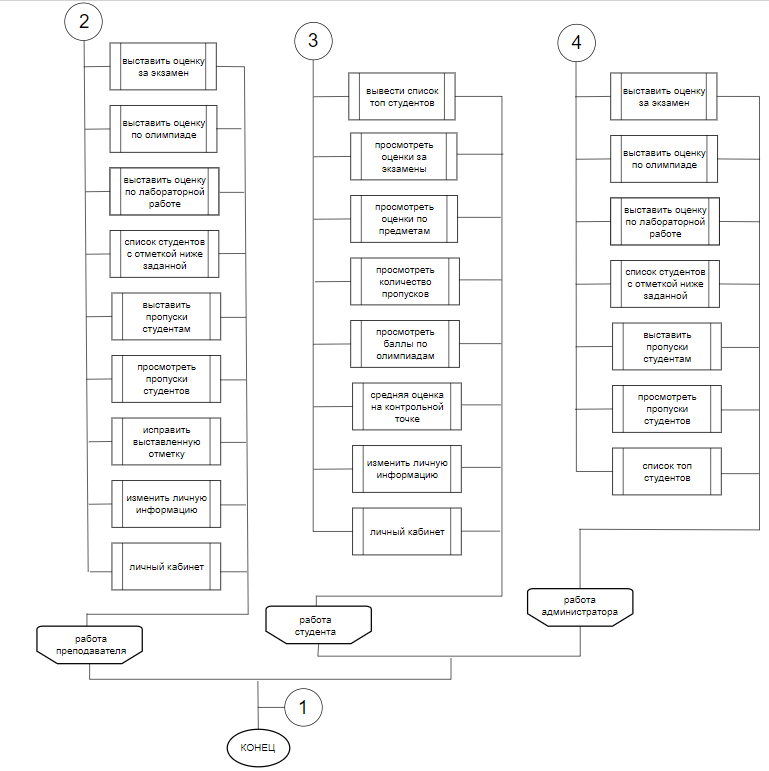 2
выставить оценку
за экзамен
выставить оценку
по олимпиаде
выставить оценку
по лабораторной
работе
список студентов
с отметкой ниже
заданной
выставить
пропуски
студентам
просмотреть
пропуски
студентов
исправить
выставленную
отметку
изменить личную
информацию
личный кабинет
работа
преподавателя
3
вывести список
топ студентов
просмотреть
оценки за
экзамены
просмотреть
оценки по
предметам
просмотреть
количество
пропусков
просмотреть
баллы по
олимпиадам
средняя оценка
на контрольной
точке
изменить личную
информацию
личный кабинет
работа
студента
4
выставить оценку
за экзамен
выставить оценку
по олимпиаде
выставить оценку
по лабораторной
работе
список студентов
с отметкой ниже
заданной
выставить
пропуски
студентам
просмотреть
пропуски
студентов
список топ
студентов
работа
администратора
1
КОНЕЦ